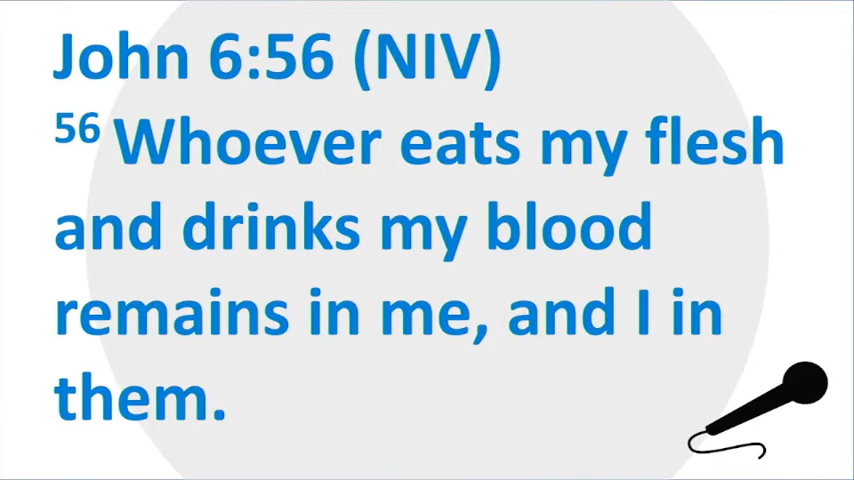 John 6:56 (NIV)
56 Whoever eats my flesh
and drinks my blood
remains in me, and I in
them.